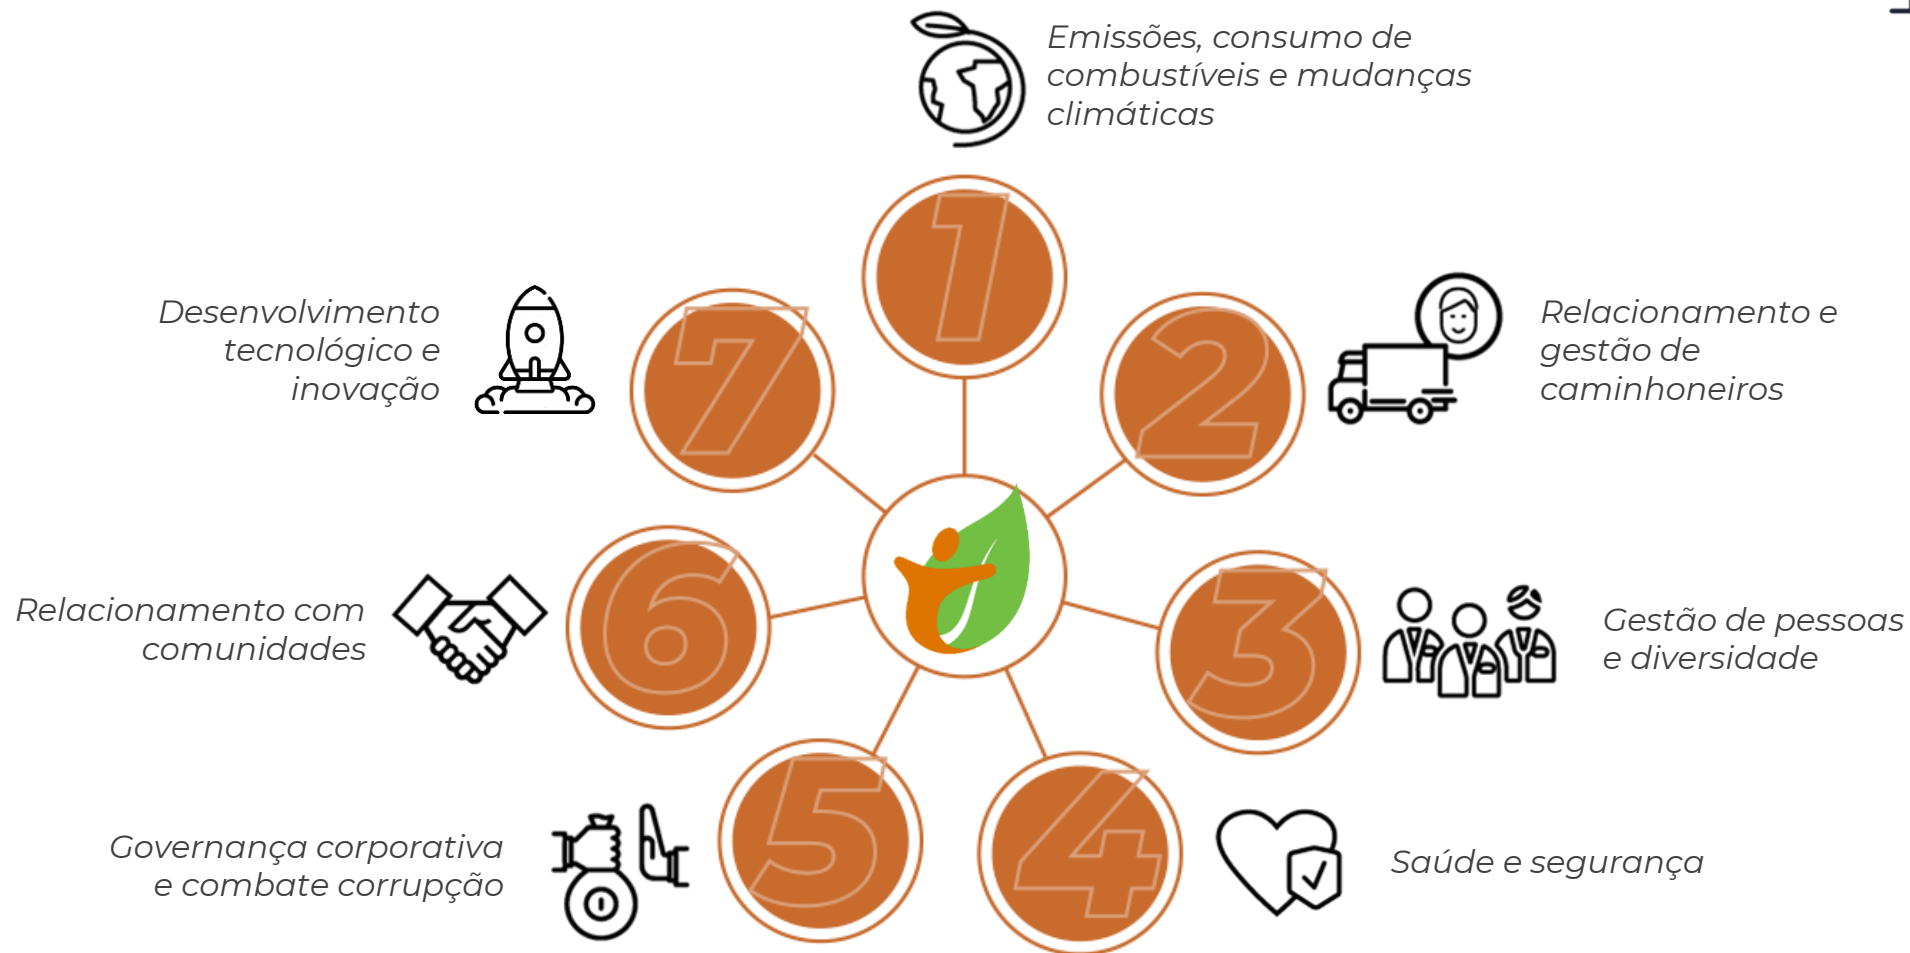 Emissões, consumo de
combustíveis e mudanças
climáticas
1
2
Relacionamento e
gestão de
caminhoneiros
3
Gestão de pessoas
e diversidade
4
Saúde e segurança
5
Governança corporativa
e combate corrupção
6
Relacionamento com
comunidades
7
Desenvolvimento
tecnológico e
inovação